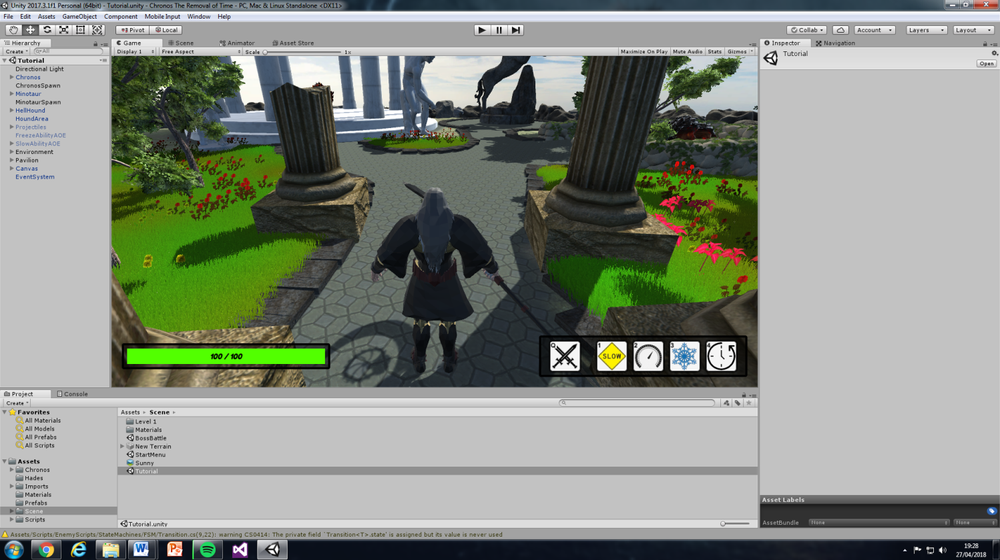 Unity 2017.3.1f1 Personal (64bit) - Tutorial.unity - Chronos The Removal of Time - PC, Mac & Linux Standalone <DX11>
File Edit Assets GameObject Component Mobile Input Window Help
Pivot Local Collab Account Layers Layout
Hierarchy
Create All
Tutorial
Directional Light
Chronos
ChronosSpawn
Minotaur
MinotaurSpawn
HellHound
HoundArea
Projectiles
FreezeAbilityAOE
SlowAbilityAOE
Environment
Pavilion
Canvas
EventSystem
Game Scene Animator Asset Store
Display 1 Free Aspect Scale 1x Maximize On Play Mute Audio Stats Gizmos
100 / 100
Q 1 SLOW 2 3 4
Inspector Navigation
Tutorial
Open
Project Console
Create
Favorites
All Materials
All Models
All Prefabs
All Scripts
Assets
Chronos
Hades
Imports
Materials
Prefabs
Scene
Scripts
Assets Scene
Level 1
Materials
BossBattle
New Terrain
StartMenu
Sunny
Tutorial
Tutorial.unity
Asset Labels
AssetBundle None None
Assets/Scripts/EnemyScripts/StateMachines/FSM/Transition.cs(9,22): warning CS0414: The private field `Transition<T>.state' is assigned but its value is never used
19:28
27/04/2018